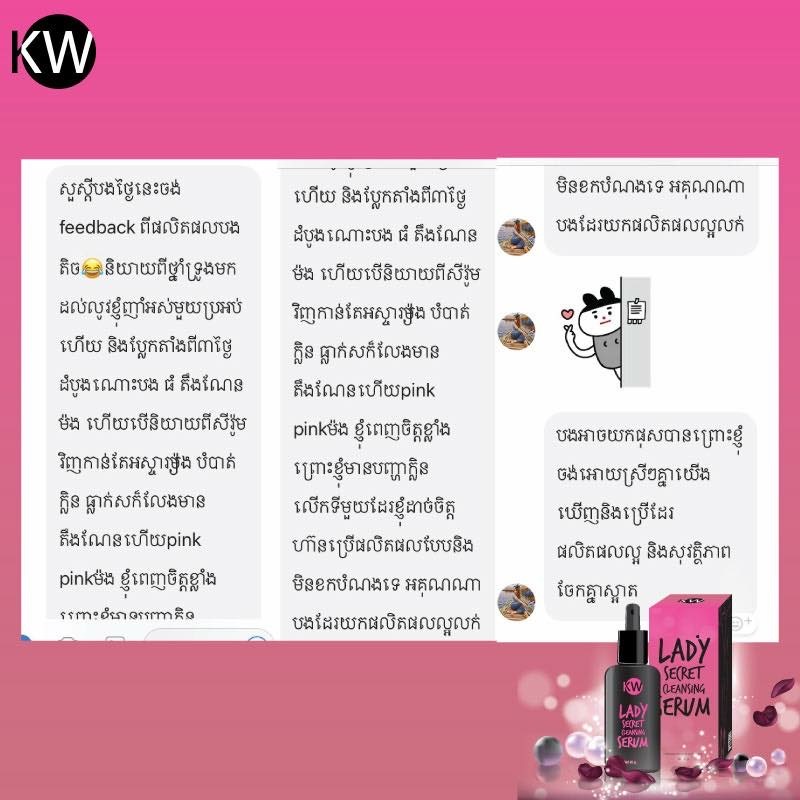 KW
សួស្ដីបងថ្ងៃនេះចង់
feedback ពីផលិតផលបង
តិច😂និយាយពីថ្នាំទ្រូងមក
ដល់លូវខ្ញុំញាំអស់មួយប្រអប់
ហើយ និងប្លែកតាំងពី៣ថ្ងៃ
ដំបូងណោះបង ធំ តឹងណែន
ម៉ង ហើយបើនិយាយពីសេរ៉ូម
វិញកាន់តែអស្ចារ្យម៉ង បំបាត់
ក្លិន ធ្លាក់សក៏លែងមាន
តឹងណែនហើយpink
pinkម៉ង ខ្ញុំពេញចិត្តខ្លាំង
ហើយ និងប្លែកតាំងពី៣ថ្ងៃ
ដំបូងណោះបង ធំ តឹងណែន
ម៉ង ហើយបើនិយាយពីសេរ៉ូម
វិញកាន់តែអស្ចារ្យម៉ង បំបាត់
ក្លិន ធ្លាក់សក៏លែងមាន
តឹងណែនហើយpink
pinkម៉ង ខ្ញុំពេញចិត្តខ្លាំង
ព្រោះខ្ញុំមានបញ្ហាក្លិន
លើកទីមួយដែរខ្ញុំដាច់ចិត្ត
ហ៊ានប្រើផលិតផលបែបនិង
មិនខកបំណងទេ អគុណណា
បងដែរយកផលិតផលល្អលក់
មិនខកបំណងទេ អគុណណា
បងដែរយកផលិតផលល្អលក់
បងអាចយកផុសបានព្រោះខ្ញុំ
ចង់អោយស្រីៗគ្នាយើង
ឃើញនិងប្រើដែរ
ផលិតផលល្អ និងសុវត្ថិភាព
ចែកគ្នាស្អាត
LADY
SECRET
CLEANSING
SERUM
KW
LADY
SECRET
CLEANSING
SERUM